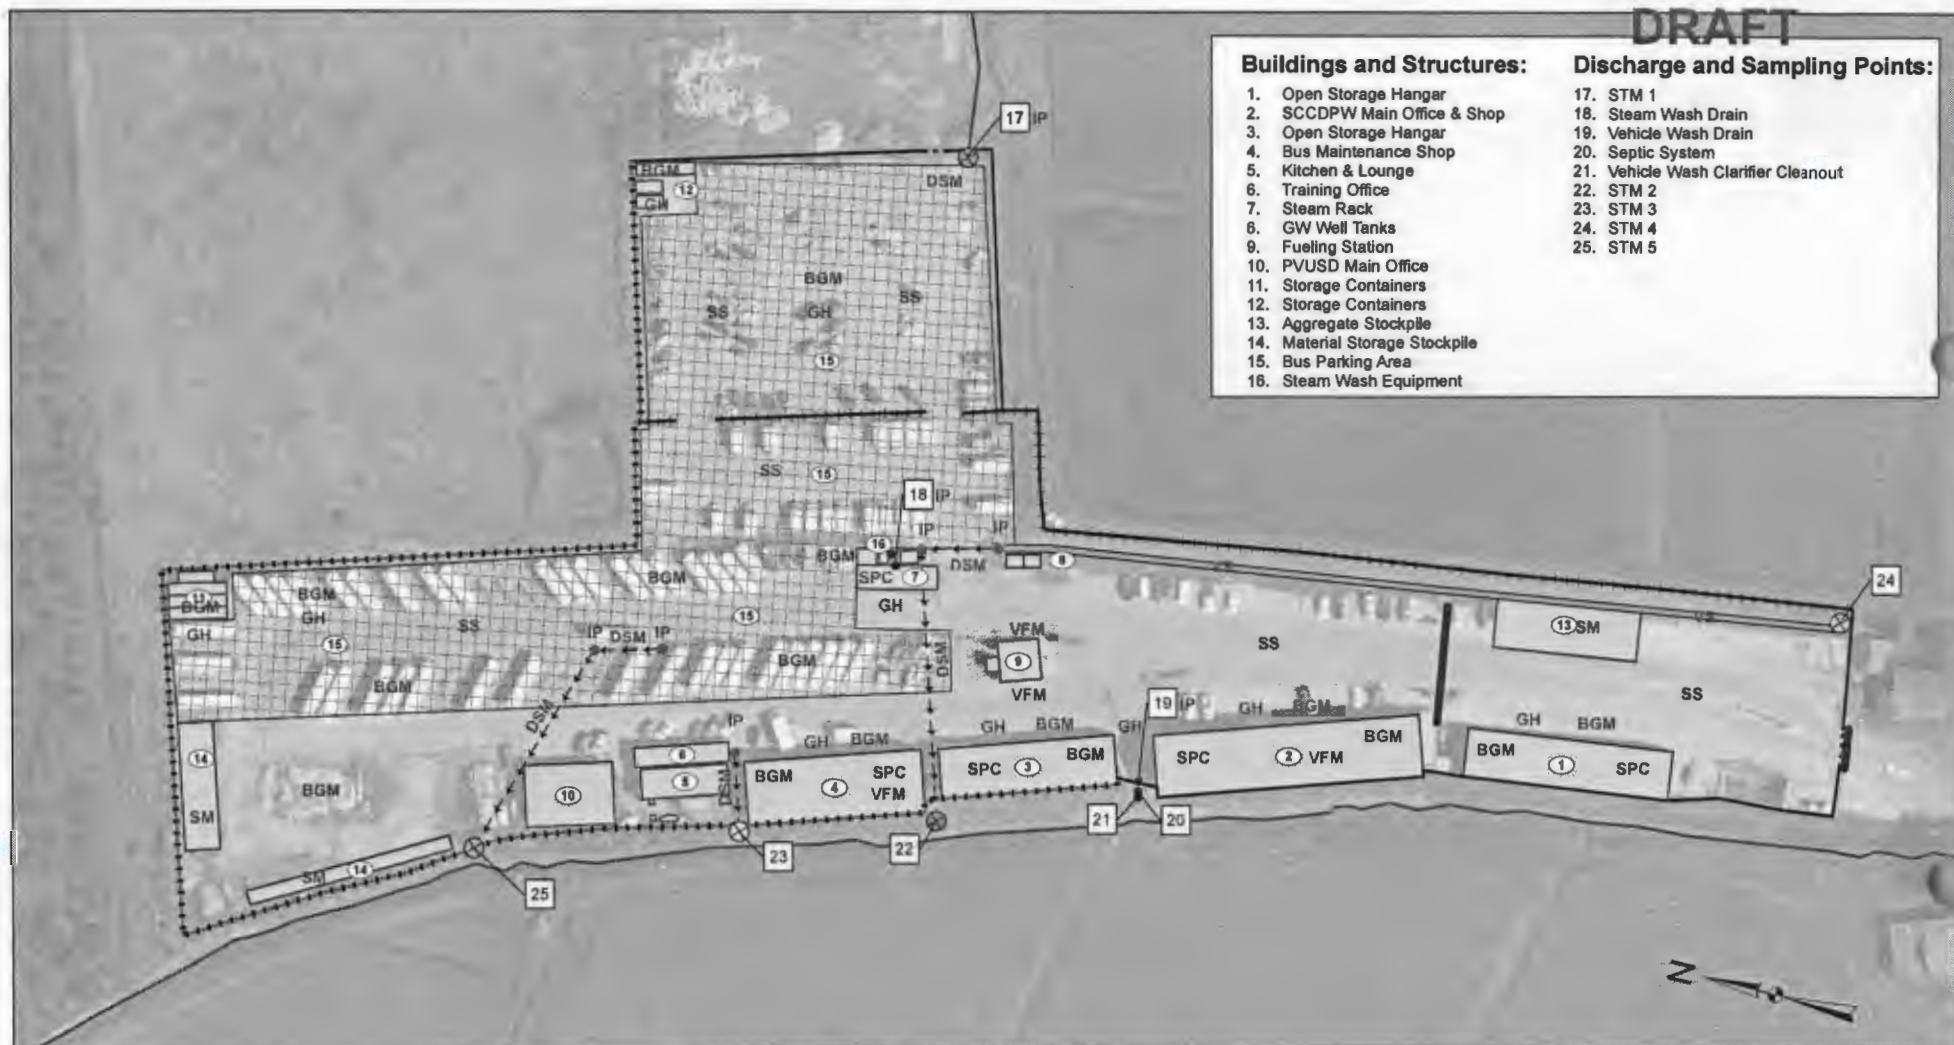 DRAFT
Buildings and Structures:
1. Open Storage Hangar
2. SCCDPW Main Office & Shop
3. Open Storage Hangar
4. Bus Maintenance Shop
5. Kitchen & Lounge
6. Training Office
7. Steam Rack
6. GW Well Tanks
9. Fueling Station
10. PVUSD Main Office
11. Storage Containers
12. Storage Containers
13. Aggregate Stockpile
14. Material Storage Stockpile
15. Bus Parking Area
16. Steam Wash Equipment
Discharge and Sampling Points:
17. STM 1
18. Steam Wash Drain
19. Vehicle Wash Drain
20. Septic System
21. Vehicle Wash Clarifier Cleanout
22. STM 2
23. STM 3
24. STM 4
25. STM 5
17 IP
BGM
12
GH
DSM
BGM
SS
SS
GH
15
SS
15
18 IP
IP
IP
16
BGM
DSM
8
SPC
7
GH
BGM
11
BGM
BGM
GH
GH
SS
15
15
IP
DSM
IP
BGM
BGM
DSM
DSM
VFM
9
VFM
SS
24
13
SM
SS
19 IP
GH
BGM
GH
BGM
GH
GH
BGM
GH
BGM
IP
14
SM
BGM
10
6
5
DSM
BGM
SPC
4
VFM
SPC
3
BGM
SPC
2
VFM
BGM
BGM
1
SPC
SM
14
25
23
22
21
20
N